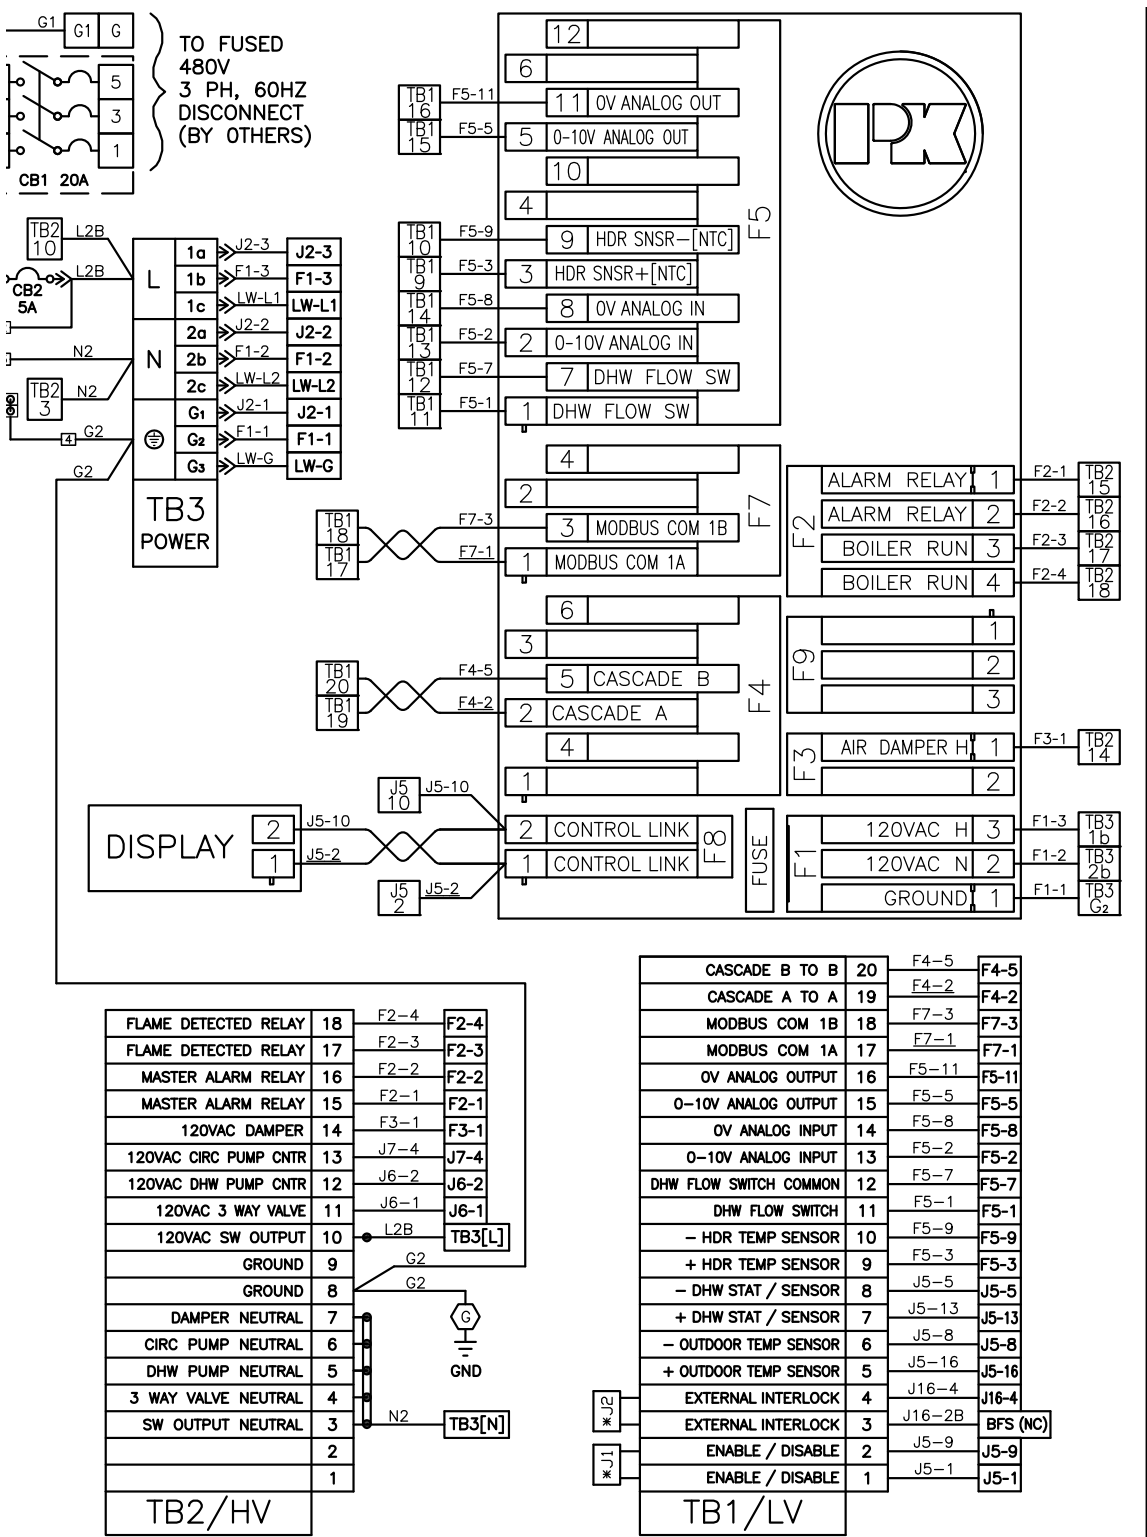 G1 G1 G
5
3
1
CB1 20A
TO FUSED
480V
3 PH, 60HZ
DISCONNECT
(BY OTHERS)
TB2
10
L2B
L2B
CB2
5A
N2
TB2
3
N2
4 G2
G2
L
N
1a J2-3 J2-3
1b F1-3 F1-3
1c LW-L1 LW-L1
2a J2-2 J2-2
2b F1-2 F1-2
2c LW-L2 LW-L2
G1 J2-1 J2-1
G2 F1-1 F1-1
G3 LW-G LW-G
TB3
POWER
PK
12
6
TB1
16
F5-11 11 0V ANALOG OUT
TB1
15
F5-5 5 0-10V ANALOG OUT
10
4
TB1
10
F5-9 9 HDR SNSR-[NTC]
TB1
9
F5-3 3 HDR SNSR+[NTC]
TB1
14
F5-8 8 0V ANALOG IN
TB1
13
F5-2 2 0-10V ANALOG IN
TB1
12
F5-7 7 DHW FLOW SW
TB1
11
F5-1 1 DHW FLOW SW
F5
4
2
TB1
18
F7-3 3 MODBUS COM 1B
TB1
17
F7-1 1 MODBUS COM 1A
F7
6
3
TB1
20
F4-5 5 CASCADE B
TB1
19
F4-2 2 CASCADE A
4
1
F4
J5
10
J5-10
DISPLAY
2 J5-10
1 J5-2
J5
2
J5-2
2 CONTROL LINK
1 CONTROL LINK
F8
FUSE
F2
ALARM RELAY 1 F2-1 TB2
15
ALARM RELAY 2 F2-2 TB2
16
BOILER RUN 3 F2-3 TB2
17
BOILER RUN 4 F2-4 TB2
18
F9
1
2
3
F3
AIR DAMPER H 1 F3-1 TB2
14
2
F1
120VAC H 3 F1-3 TB3
1b
120VAC N 2 F1-2 TB3
2b
GROUND 1 F1-1 TB3
G2
FLAME DETECTED RELAY 18 F2-4 F2-4
FLAME DETECTED RELAY 17 F2-3 F2-3
MASTER ALARM RELAY 16 F2-2 F2-2
MASTER ALARM RELAY 15 F2-1 F2-1
120VAC DAMPER 14 F3-1 F3-1
120VAC CIRC PUMP CNTR 13 J7-4 J7-4
120VAC DHW PUMP CNTR 12 J6-2 J6-2
120VAC 3 WAY VALVE 11 J6-1 J6-1
120VAC SW OUTPUT 10 L2B TB3[L]
GROUND 9 G2
GROUND 8 G2
DAMPER NEUTRAL 7
CIRC PUMP NEUTRAL 6
DHW PUMP NEUTRAL 5
3 WAY VALVE NEUTRAL 4
SW OUTPUT NEUTRAL 3 N2 TB3[N]
2
1
G
GND
TB2/HV
CASCADE B TO B 20 F4-5 F4-5
CASCADE A TO A 19 F4-2 F4-2
MODBUS COM 1B 18 F7-3 F7-3
MODBUS COM 1A 17 F7-1 F7-1
0V ANALOG OUTPUT 16 F5-11 F5-11
0-10V ANALOG OUTPUT 15 F5-5 F5-5
0V ANALOG INPUT 14 F5-8 F5-8
0-10V ANALOG INPUT 13 F5-2 F5-2
DHW FLOW SWITCH COMMON 12 F5-7 F5-7
DHW FLOW SWITCH 11 F5-1 F5-1
- HDR TEMP SENSOR 10 F5-9 F5-9
+ HDR TEMP SENSOR 9 F5-3 F5-3
- DHW STAT / SENSOR 8 J5-5 J5-5
+ DHW STAT / SENSOR 7 J5-13 J5-13
- OUTDOOR TEMP SENSOR 6 J5-8 J5-8
+ OUTDOOR TEMP SENSOR 5 J5-16 J5-16
EXTERNAL INTERLOCK 4 J16-4 J16-4
*J2
EXTERNAL INTERLOCK 3 J16-2B BFS (NC)
ENABLE / DISABLE 2 J5-9 J5-9
*J1
ENABLE / DISABLE 1 J5-1 J5-1
TB1/LV